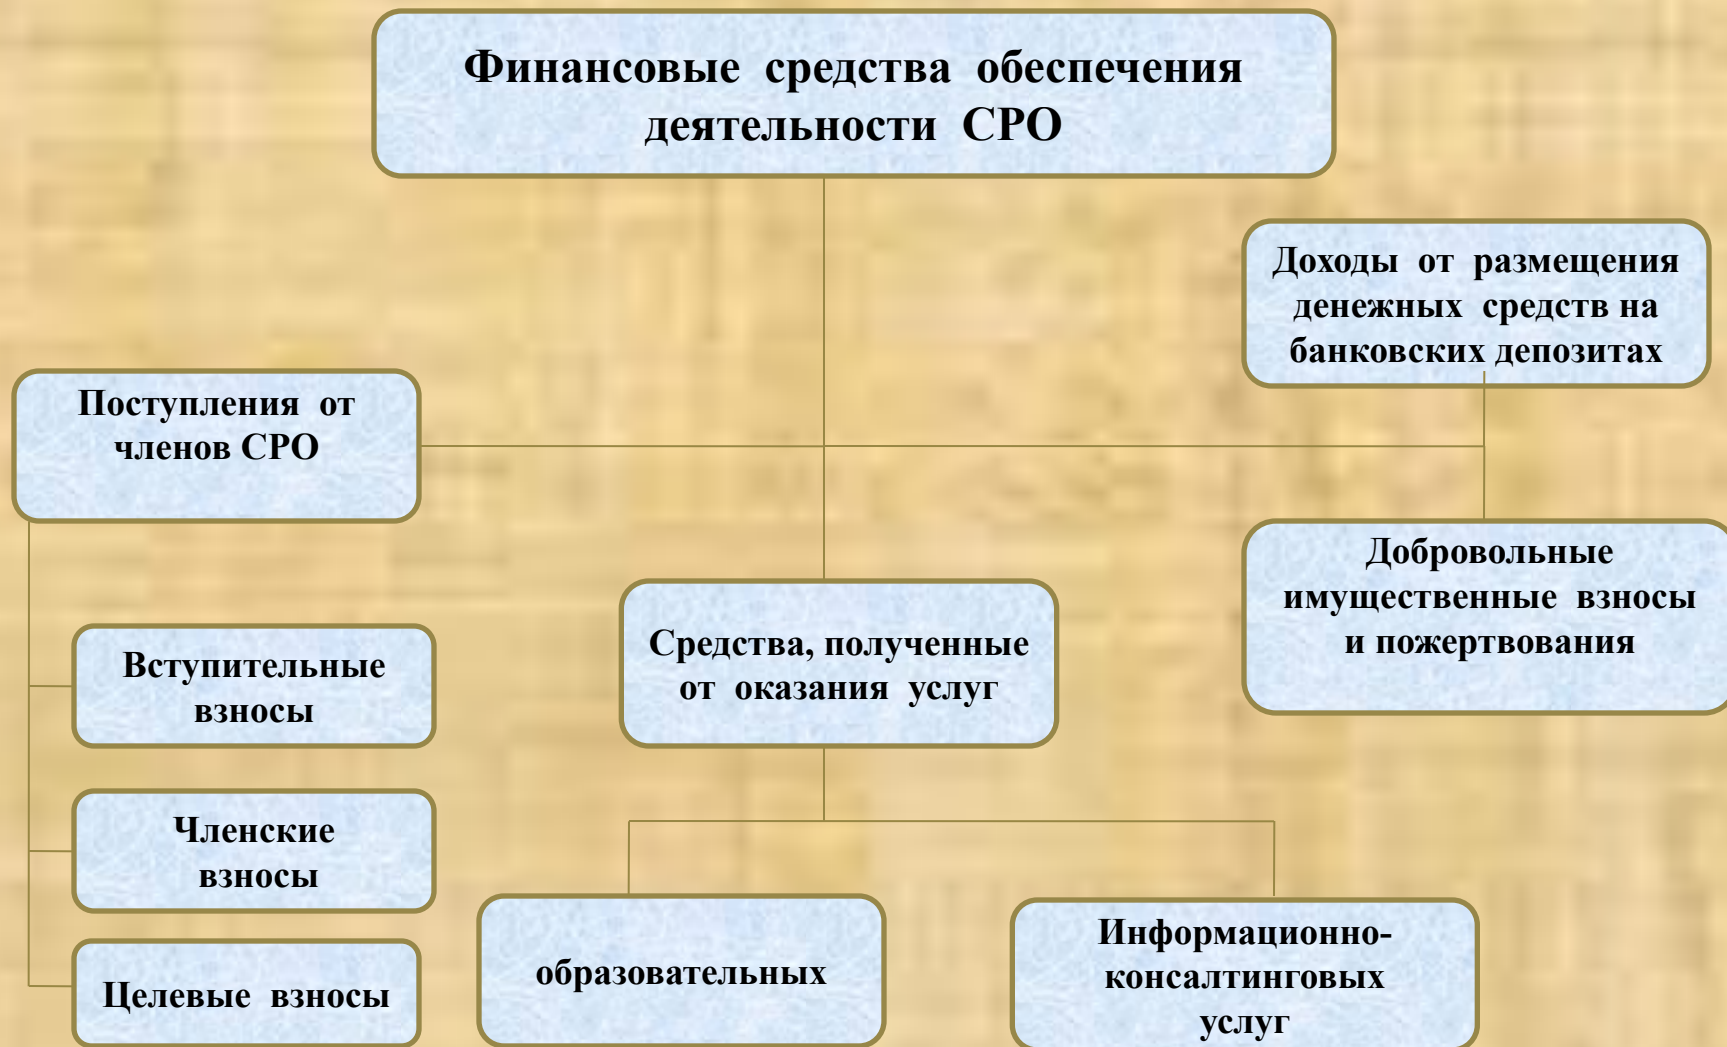 Финансовые средства обеспечения
деятельности СРО
Доходы от размещения
денежных средств на
банковских депозитах
Поступления от
членов СРО
Добровольные
имущественные взносы
и пожертвования
Средства, полученные
от оказания услуг
Вступительные
взносы
Членские
взносы
Целевые взносы
образовательных
Информационно-
консалтинговых
услуг